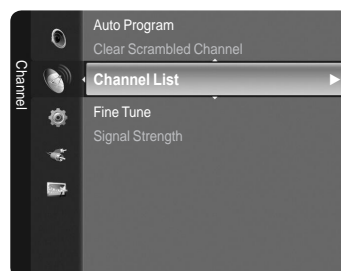 Channel
Auto Program
Clear Scrambled Channel
Channel List
Fine Tune
Signal Strength